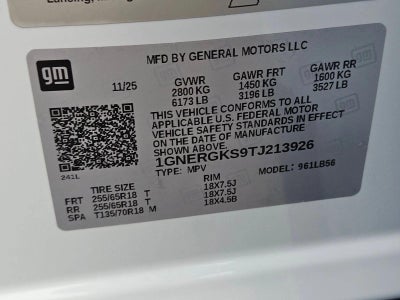 Lansing,
gm
MFD BY GENERAL MOTORS LLC
11/25 GVWR GAWR FRT GAWR RR
2800 KG 1450 KG 1600 KG
6173 LB 3196 LB 3527 LB
THIS VEHICLE CONFORMS TO ALL
APPLICABLE U.S. FEDERAL MOTOR
VEHICLE SAFETY STANDARDS IN EFFECT
ON THE DATE OF MANUFACTURE
SHOWN ABOVE.
1GNERGKS9TJ213926
TYPE: MPV MODEL: 961LB56
241L
TIRE SIZE RIM
FRT 255/65R18 T 18X7.5J
RR 255/65R18 T 18X7.5J
SPA T135/70R18 M 18X4.5B